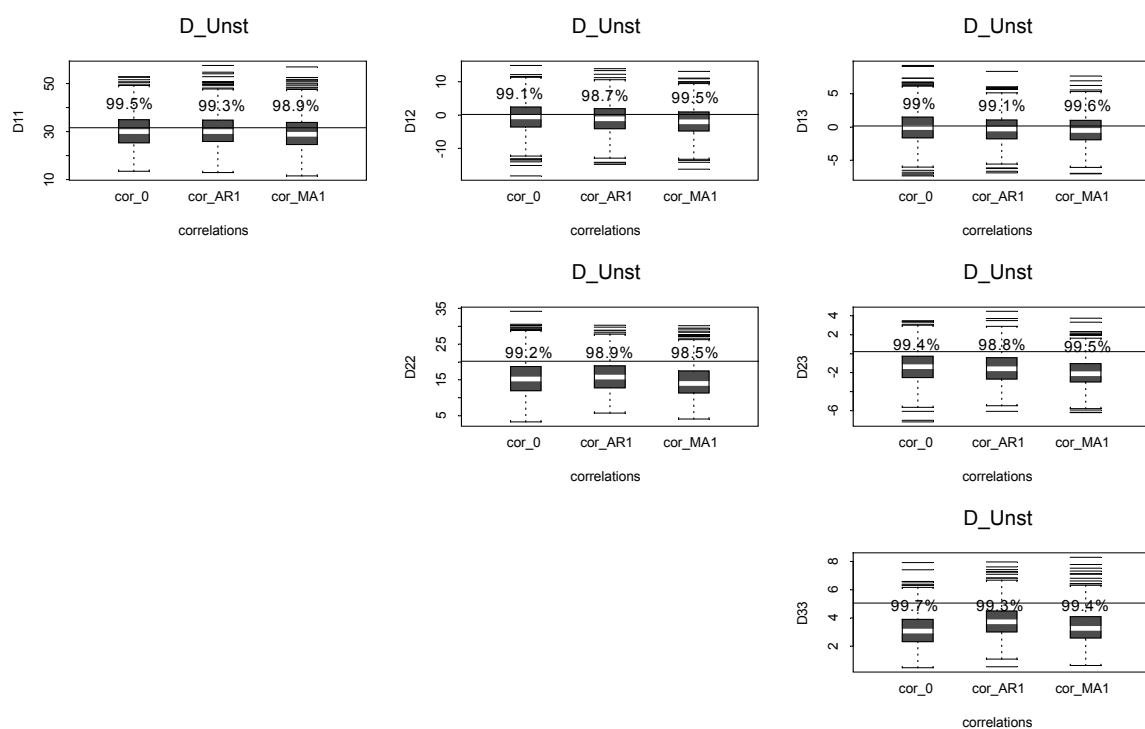 D_Unst
D11
50
30
10
99.5%
99.3%
98.9%
cor_0 cor_AR1 cor_MA1
correlations
D_Unst
D12
10
0
-10
99.1%
98.7%
99.5%
cor_0 cor_AR1 cor_MA1
correlations
D_Unst
D13
5
0
-5
99%
99.1%
99.6%
cor_0 cor_AR1 cor_MA1
correlations
D_Unst
D22
35
25
15
5
99.2%
98.9%
98.5%
cor_0 cor_AR1 cor_MA1
correlations
D_Unst
D23
4
2
-2
-6
99.4%
98.8%
99.5%
cor_0 cor_AR1 cor_MA1
correlations
D_Unst
D33
8
6
4
2
99.7%
99.3%
99.4%
cor_0 cor_AR1 cor_MA1
correlations